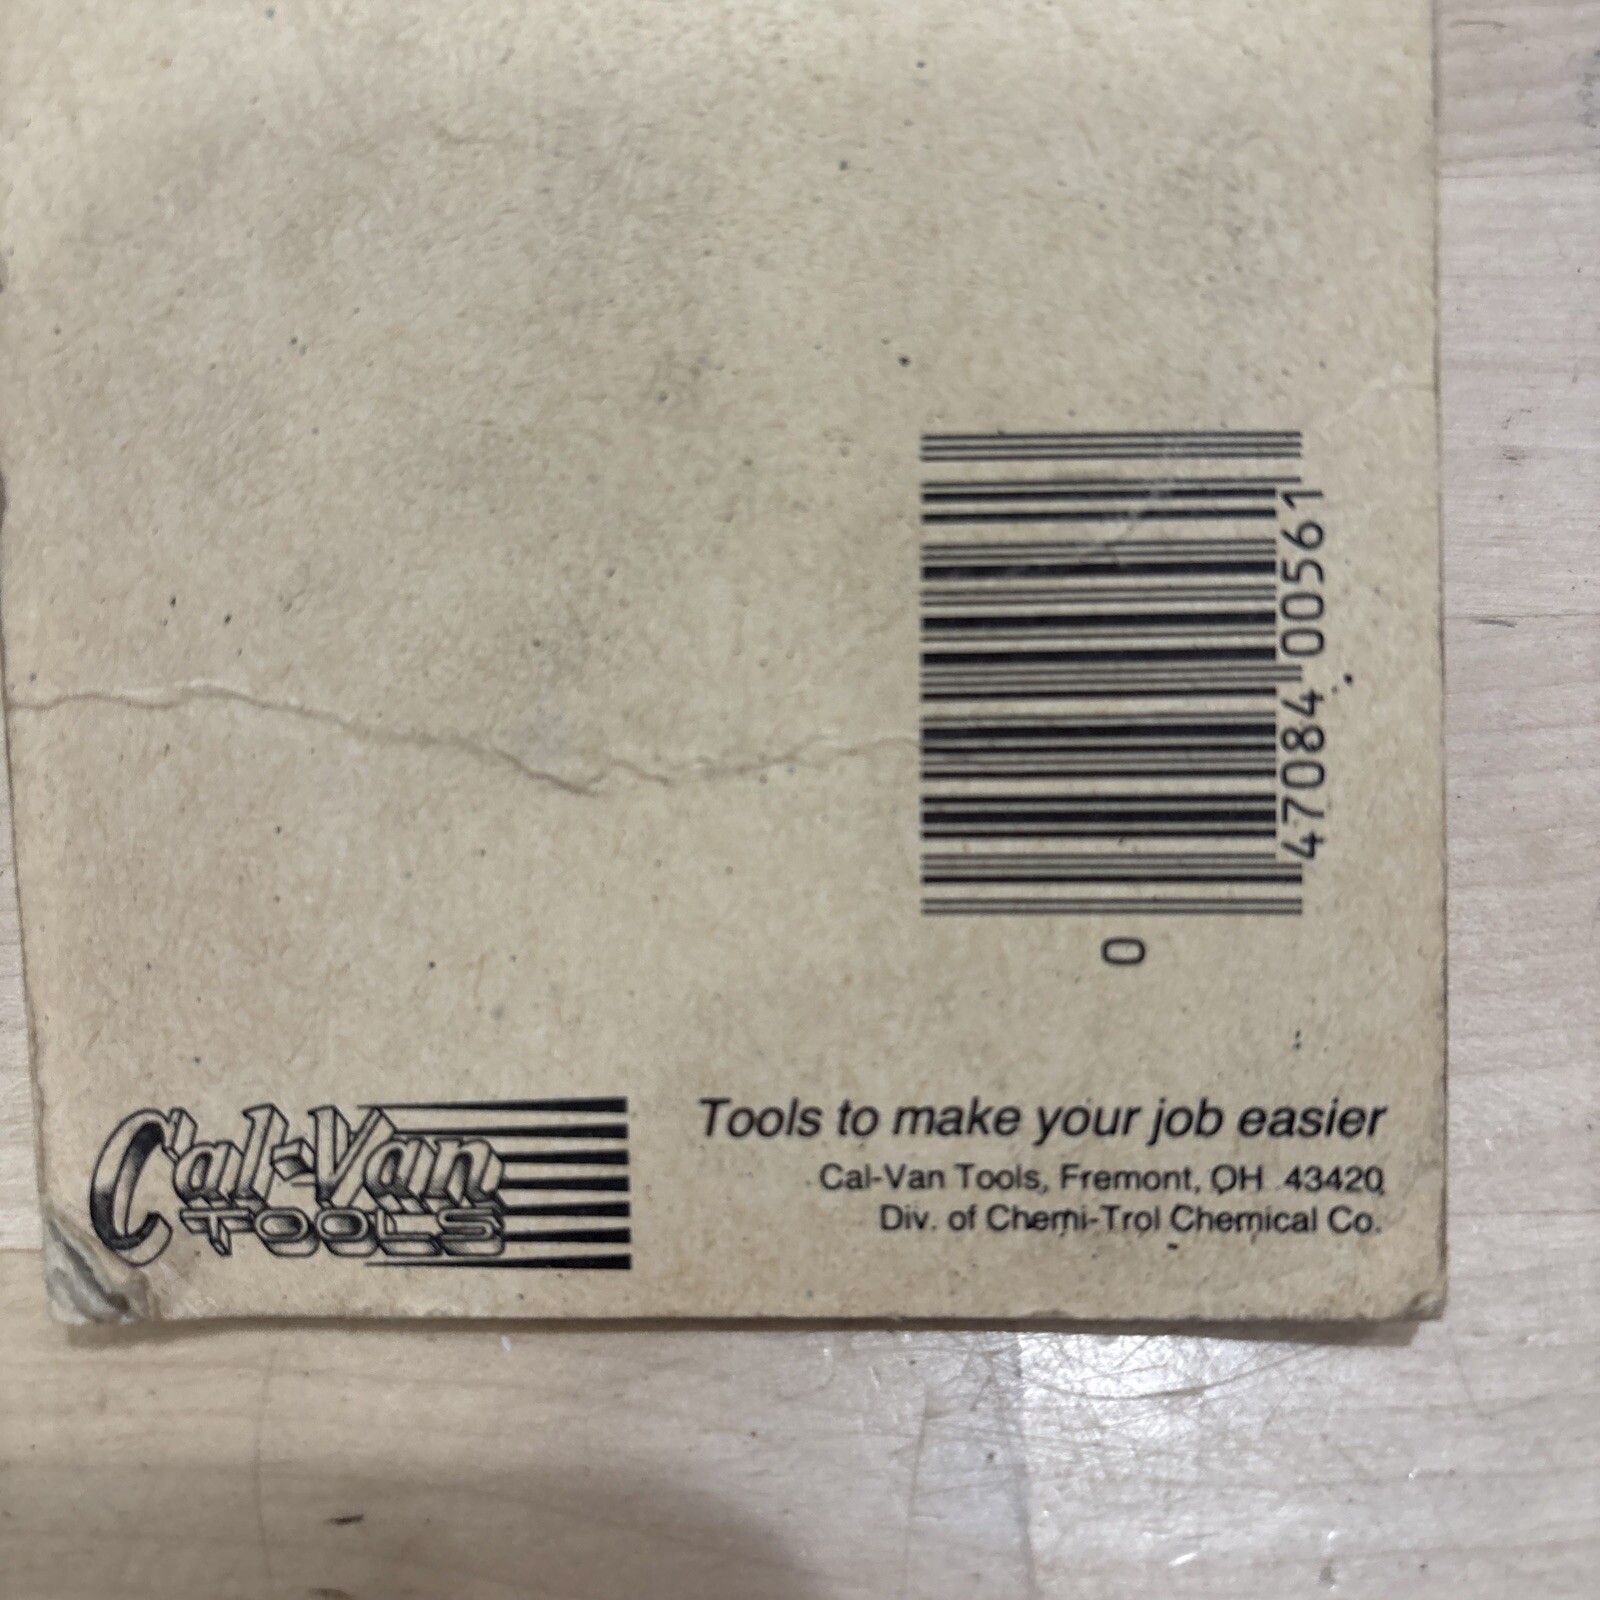 0 47084 00561
Cal-Van
TOOLS
Tools to make your job easier
Cal-Van Tools, Fremont, OH 43420
Div. of Chemi-Trol Chemical Co.